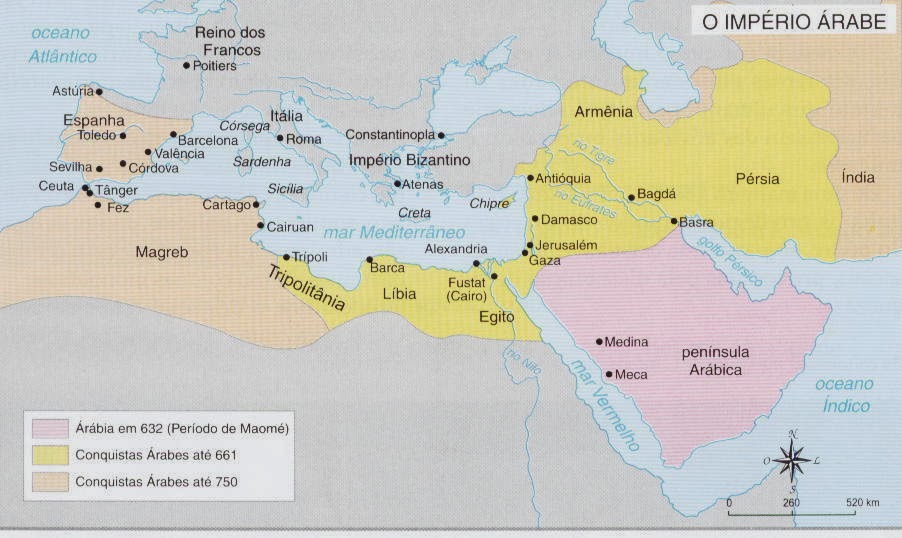 O IMPÉRIO ÁRABE
oceano
Atlântico
Reino dos
Francos
Poitiers
Astúria
Espanha
Toledo
Barcelona
Valência
Sevilha
Córdova
Ceuta
Tânger
Fez
Córsega
Itália
Roma
Sardenha
Sicília
Cartago
Cairuan
Magreb
Constantinopla
Império Bizantino
Atenas
Creta
Chipre
mar Mediterrâneo
Armênia
rio Tigre
Antióquia
rio Eufrates
Bagdá
Damasco
Basra
Jerusalém
Gaza
Pérsia
Índia
golfo Pérsico
Trípoli
Tripolitânia
Barca
Líbia
Alexandria
Fustat
(Cairo)
Egito
rio Nilo
mar Vermelho
Medina
Meca
península
Arábica
oceano
Índico
Árábia em 632 (Período de Maomé)
Conquistas Árabes até 661
Conquistas Árabes até 750
N
O
L
S
0 260 520 km